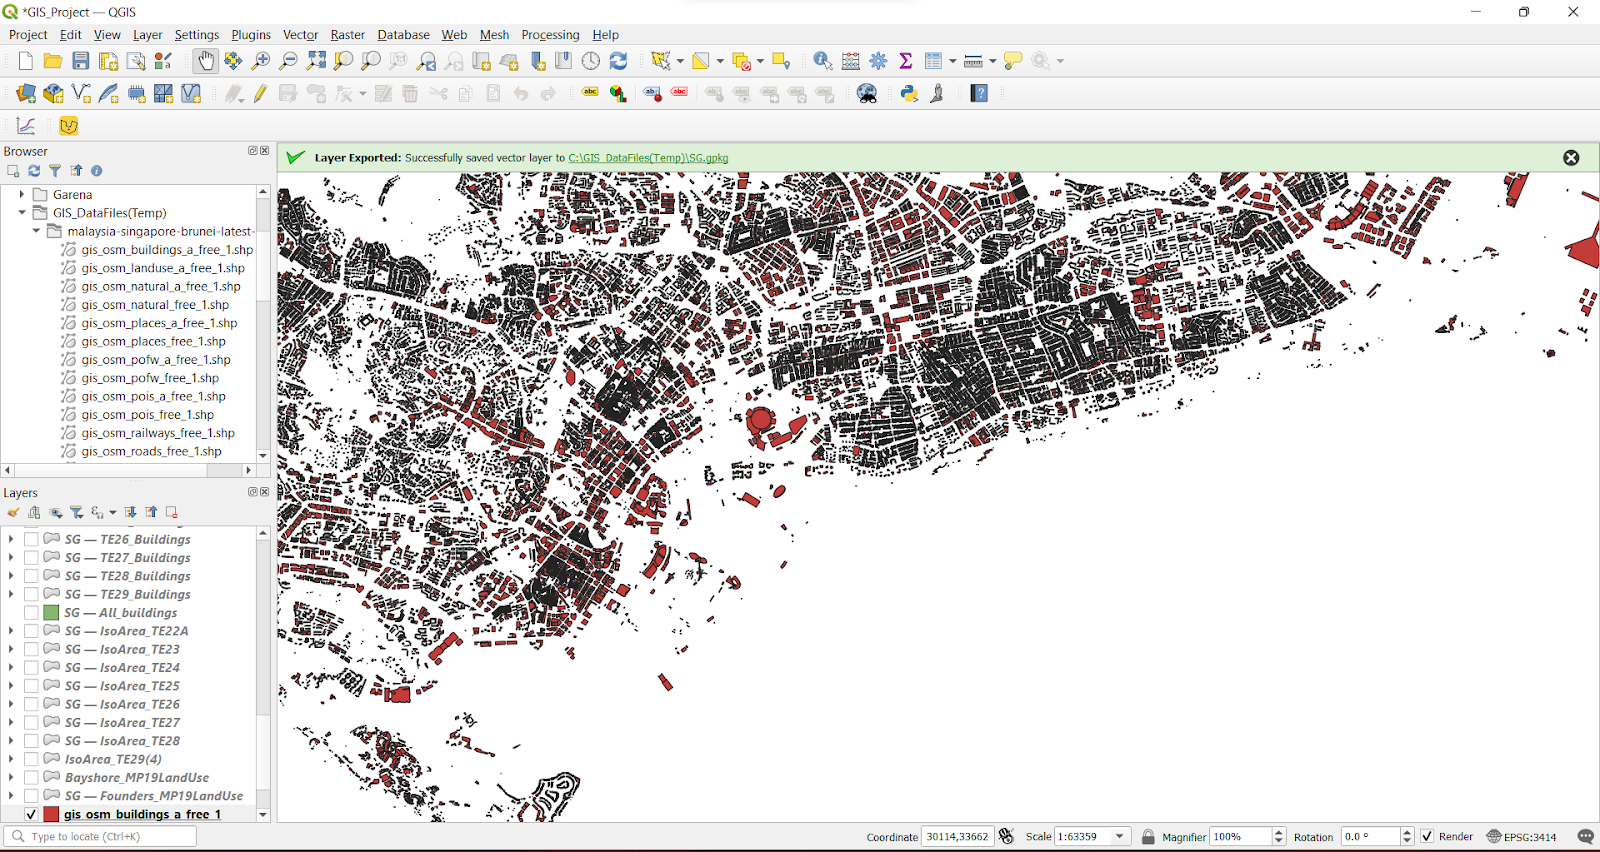 *GIS_Project — QGIS
Project Edit View Layer Settings Plugins Vector Raster Database Web Mesh Processing Help
abc abc abc
Browser
Layer Exported: Successfully saved vector layer to C:\GIS_DataFiles(Temp)\SG.gpkg
Garena
GIS_DataFiles(Temp)
malaysia-singapore-brunei-latest-
gis_osm_buildings_a_free_1.shp
gis_osm_landuse_a_free_1.shp
gis_osm_natural_a_free_1.shp
gis_osm_natural_free_1.shp
gis_osm_places_a_free_1.shp
gis_osm_places_free_1.shp
gis_osm_pofw_a_free_1.shp
gis_osm_pofw_free_1.shp
gis_osm_pois_a_free_1.shp
gis_osm_pois_free_1.shp
gis_osm_railways_free_1.shp
gis_osm_roads_free_1.shp
Layers
SG — TE26_Buildings
SG — TE27_Buildings
SG — TE28_Buildings
SG — TE29_Buildings
SG — All_buildings
SG — IsoArea_TE22A
SG — IsoArea_TE23
SG — IsoArea_TE24
SG — IsoArea_TE25
SG — IsoArea_TE26
SG — IsoArea_TE27
SG — IsoArea_TE28
IsoArea_TE29(4)
Bayshore_MP19LandUse
SG — Founders_MP19LandUse
gis_osm_buildings_a_free_1
Type to locate (Ctrl+K)
Coordinate 30114,33662 Scale 1:63359 Magnifier 100% Rotation 0.0 ° Render EPSG:3414